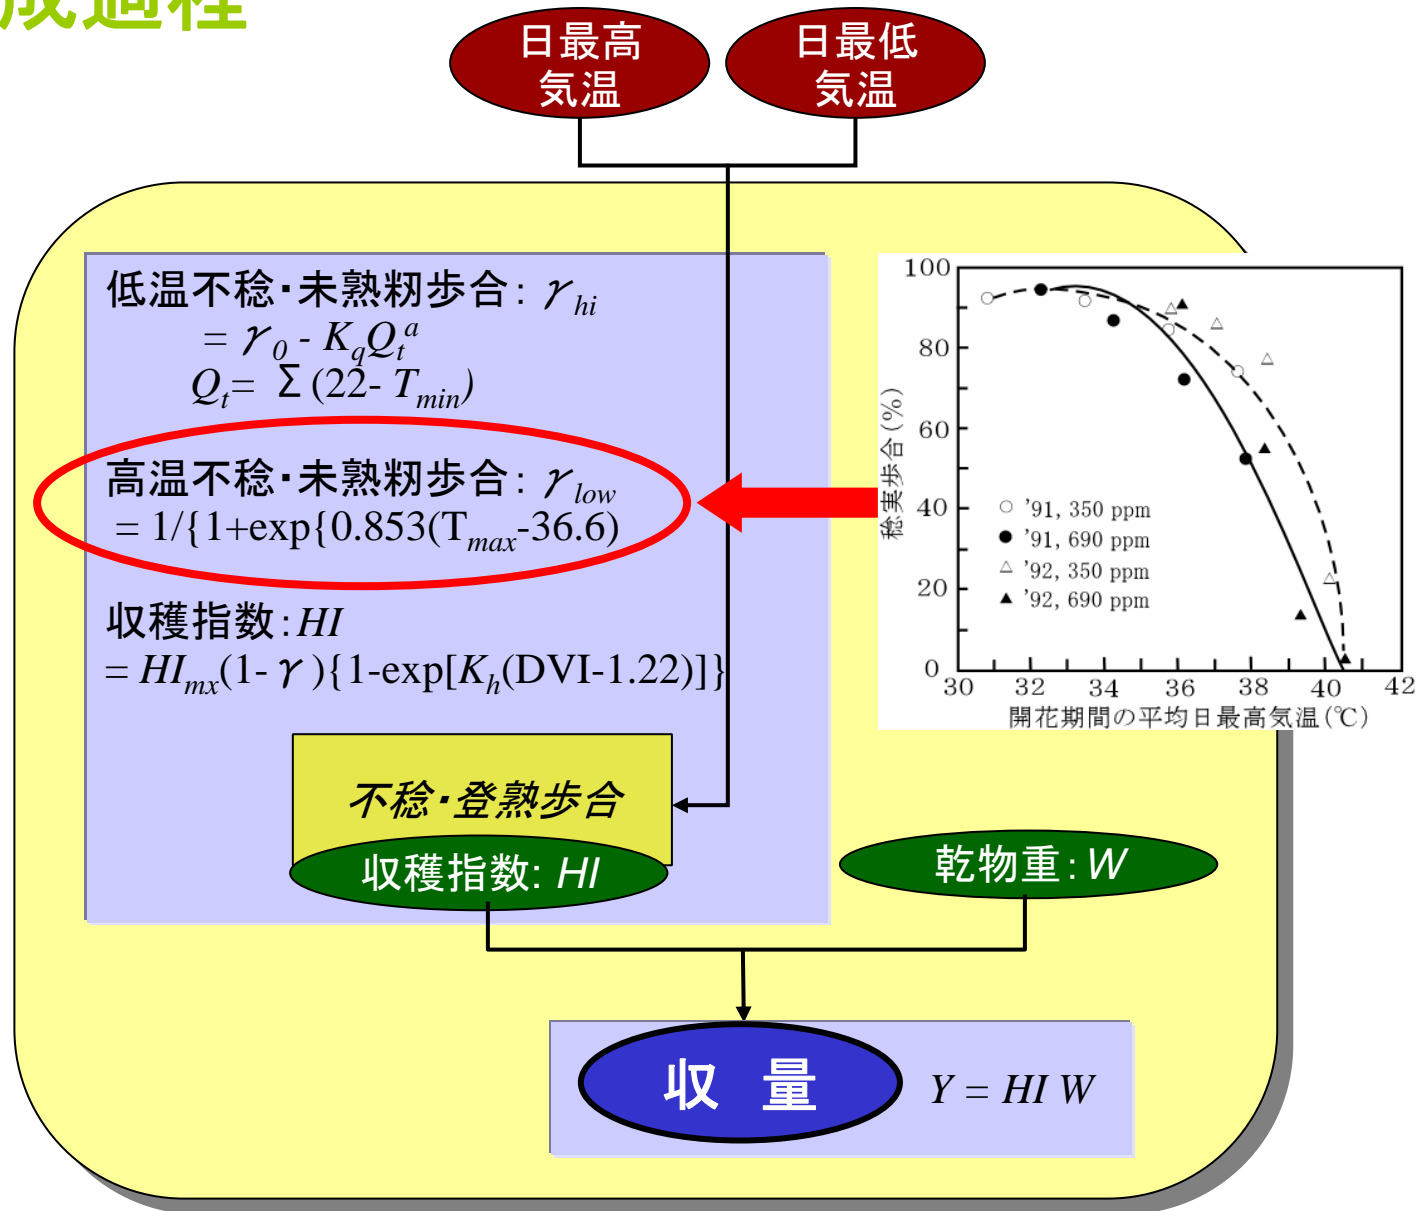 成過程
日最高
気温
日最低
気温
低温不稔・未熟籾歩合: γhi
= γ0 - KqQt^a
Qt= Σ(22- Tmin)
高温不稔・未熟籾歩合: γlow
= 1/{1+exp{0.853(Tmax-36.6)
収穫指数:HI
= HImx(1-γ){1-exp[Kh(DVI-1.22)]}
100
80
60
40
20
0
稔実歩合(%)
○ '91, 350 ppm
● '91, 690 ppm
△ '92, 350 ppm
▲ '92, 690 ppm
30 32 34 36 38 40 42
開花期間の平均日最高気温(℃)
不稔・登熟歩合
収穫指数: HI
乾物重: W
収 量
Y = HI W